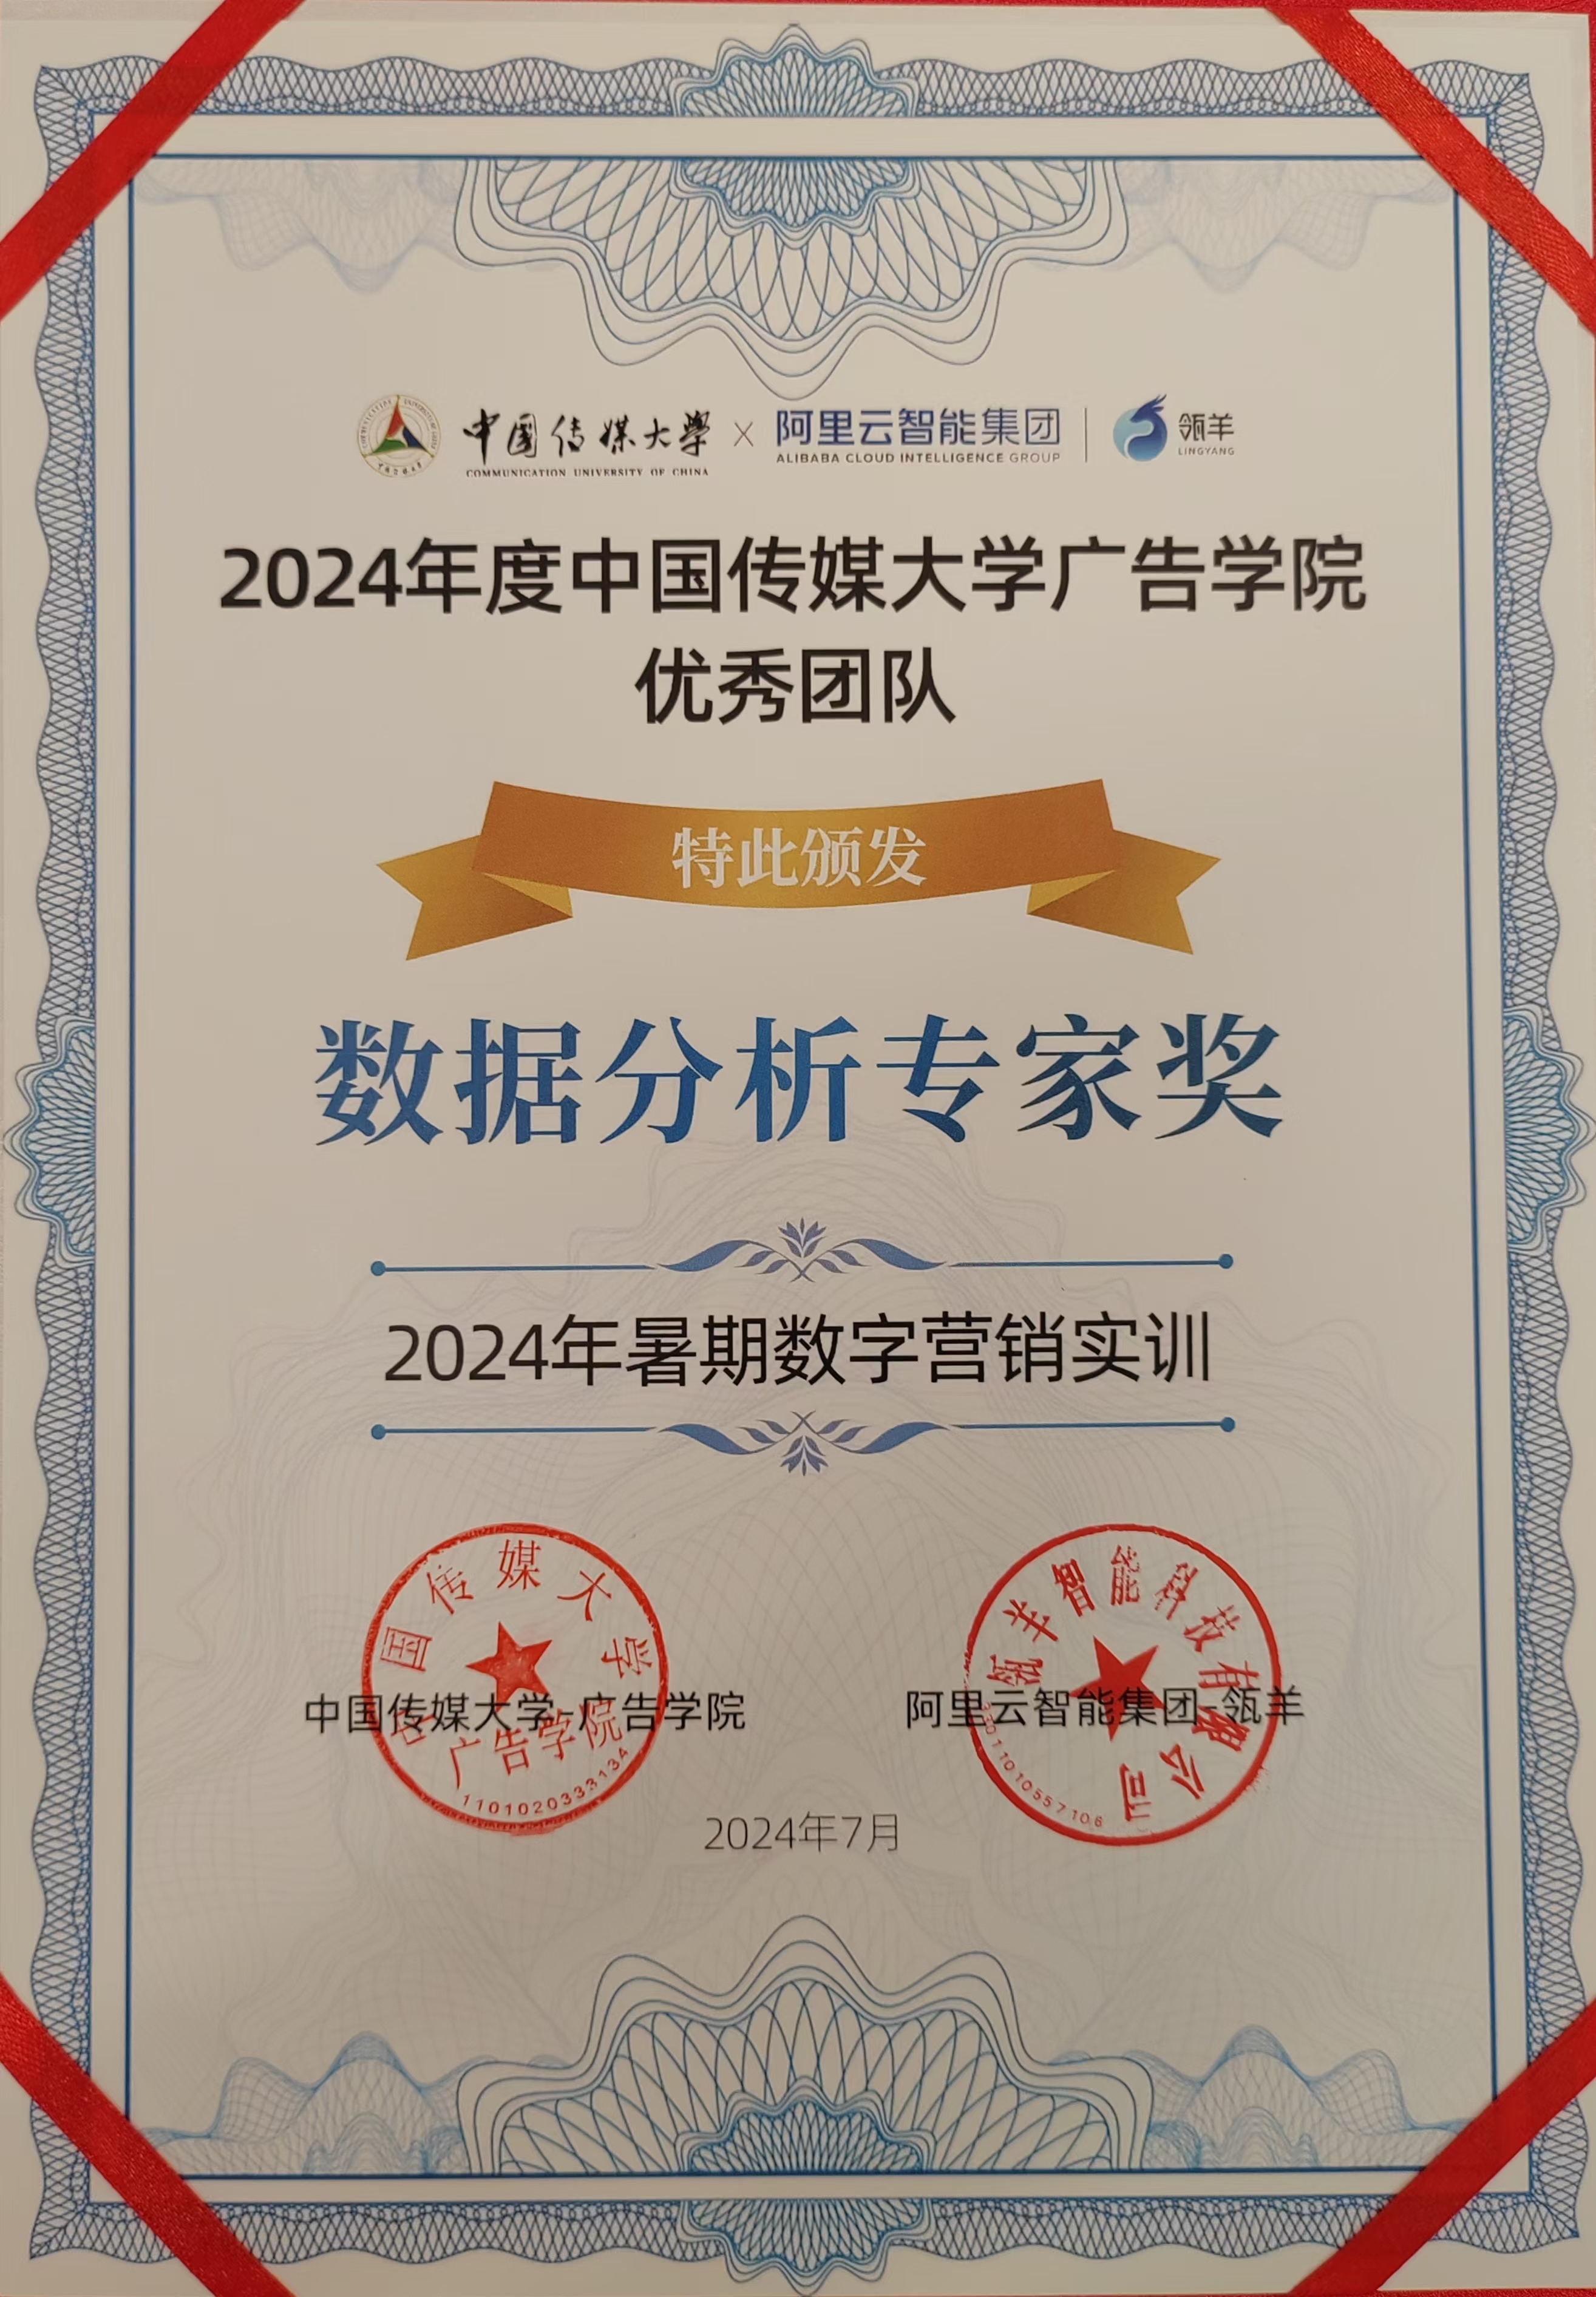 中国传媒大學 × 阿里云智能集团 | 瓴羊
COMMUNICATION UNIVERSITY OF CHINA ALIBABA CLOUD INTELLIGENCE GROUP LINGYANG
2024年度中国传媒大学广告学院
优秀团队
特此颁发
数据分析专家奖
2024年暑期数字营销实训
中国传媒大学
广告学院
1101020333134
瓴羊智能科技有限公司
中国传媒大学-广告学院
阿里云智能集团-瓴羊
2024年7月